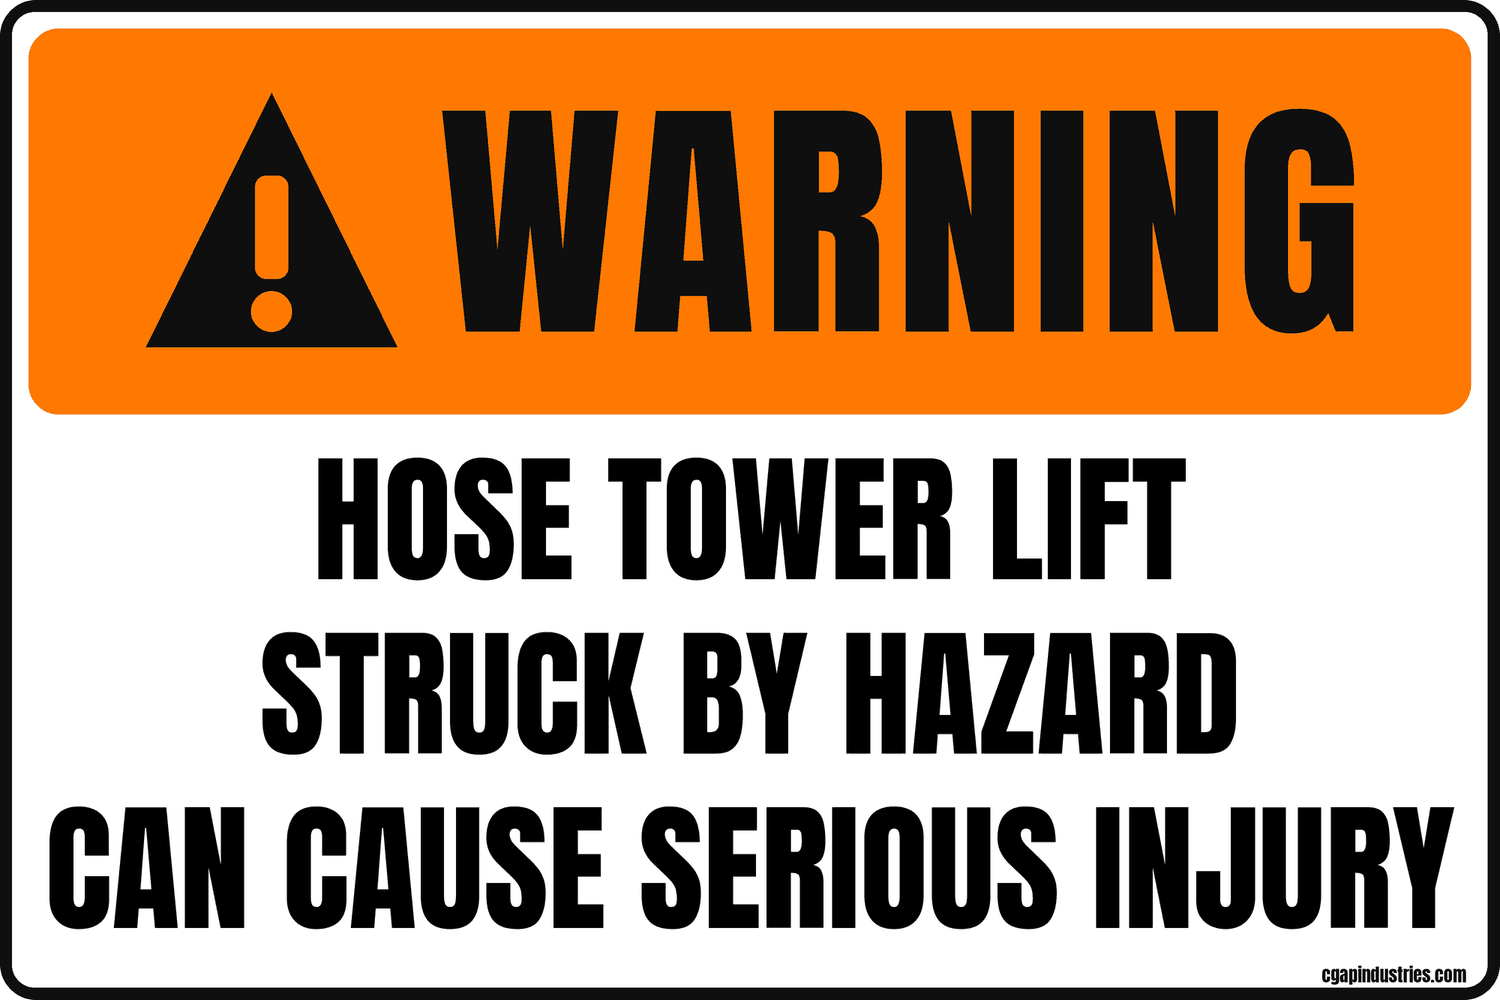 WARNING
HOSE TOWER LIFT
STRUCK BY HAZARD
CAN CAUSE SERIOUS INJURY
cgapindustries.com